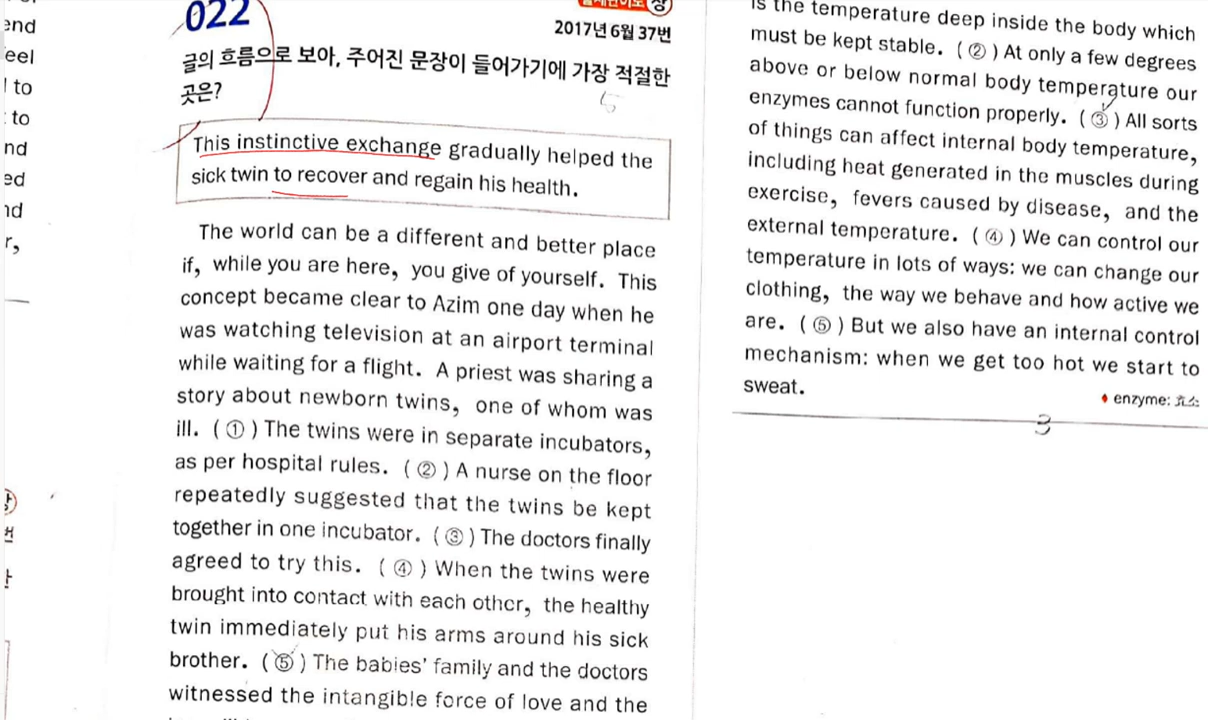 end
eel
to
to
nd
ed
nd
r,
022
2017년 6월 37번
글의 흐름으로 보아, 주어진 문장이 들어가기에 가장 적절한
곳은?
5
This instinctive exchange gradually helped the
sick twin to recover and regain his health.
The world can be a different and better place
if, while you are here, you give of yourself. This
concept became clear to Azim one day when he
was watching television at an airport terminal
while waiting for a flight. A priest was sharing a
story about newborn twins, one of whom was
ill. ( ① ) The twins were in separate incubators,
as per hospital rules. ( ② ) A nurse on the floor
repeatedly suggested that the twins be kept
together in one incubator. ( ③ ) The doctors finally
agreed to try this. ( ④ ) When the twins were
brought into contact with each other, the healthy
twin immediately put his arms around his sick
brother. ( ⑤ ) The babies' family and the doctors
witnessed the intangible force of love and the
is the temperature deep inside the body which
must be kept stable. ( ② ) At only a few degrees
above or below normal body temperature our
enzymes cannot function properly. ( ③ ) All sorts
of things can affect internal body temperature,
including heat generated in the muscles during
exercise, fevers caused by disease, and the
external temperature. ( ④ ) We can control our
temperature in lots of ways: we can change our
clothing, the way we behave and how active we
are. ( ⑤ ) But we also have an internal control
mechanism: when we get too hot we start to
sweat.
♦ enzyme: 효소
3